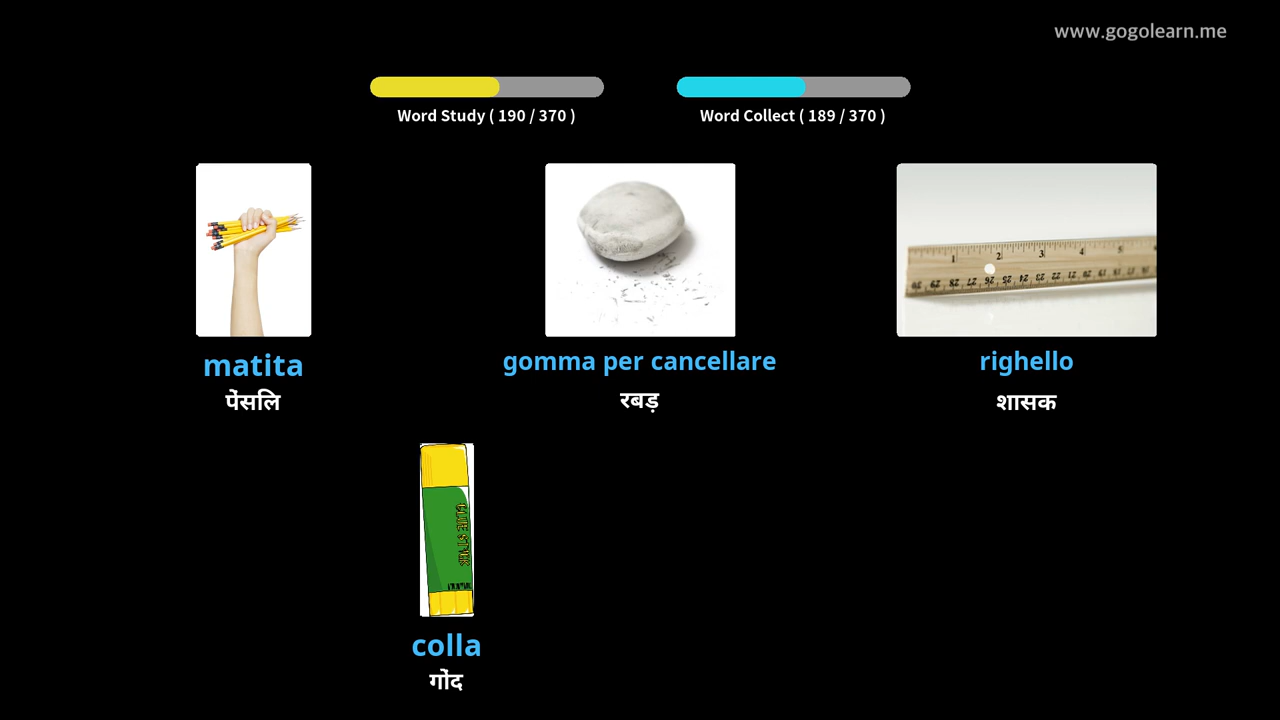 www.gogolearn.me
Word Study ( 190 / 370 )
Word Collect ( 189 / 370 )
matita
पेंसिल
gomma per cancellare
रबड़
righello
शासक
colla
गोंद